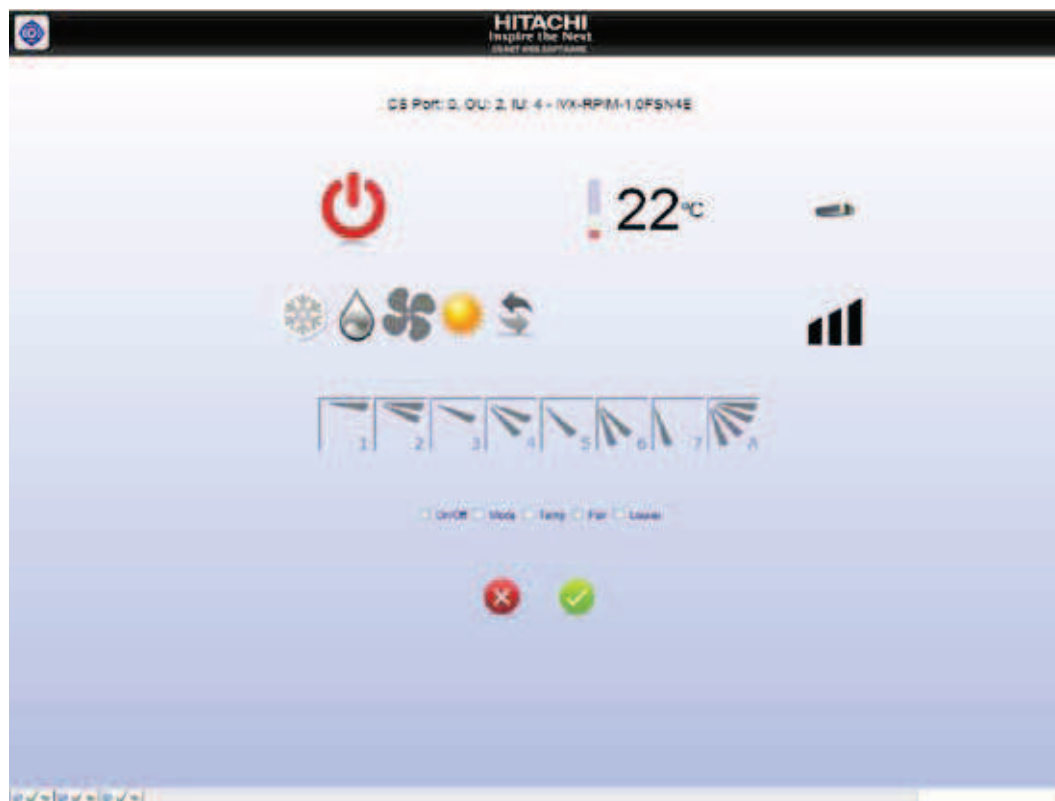 HITACHI
Inspire the Next
CS Port: 0, OU: 2, IU: 4 - IVX-RPIM-1.0FSN4E
22 °C
1 2 3 4 5 6 7 A
On/Off Mode Temp Fan Louver